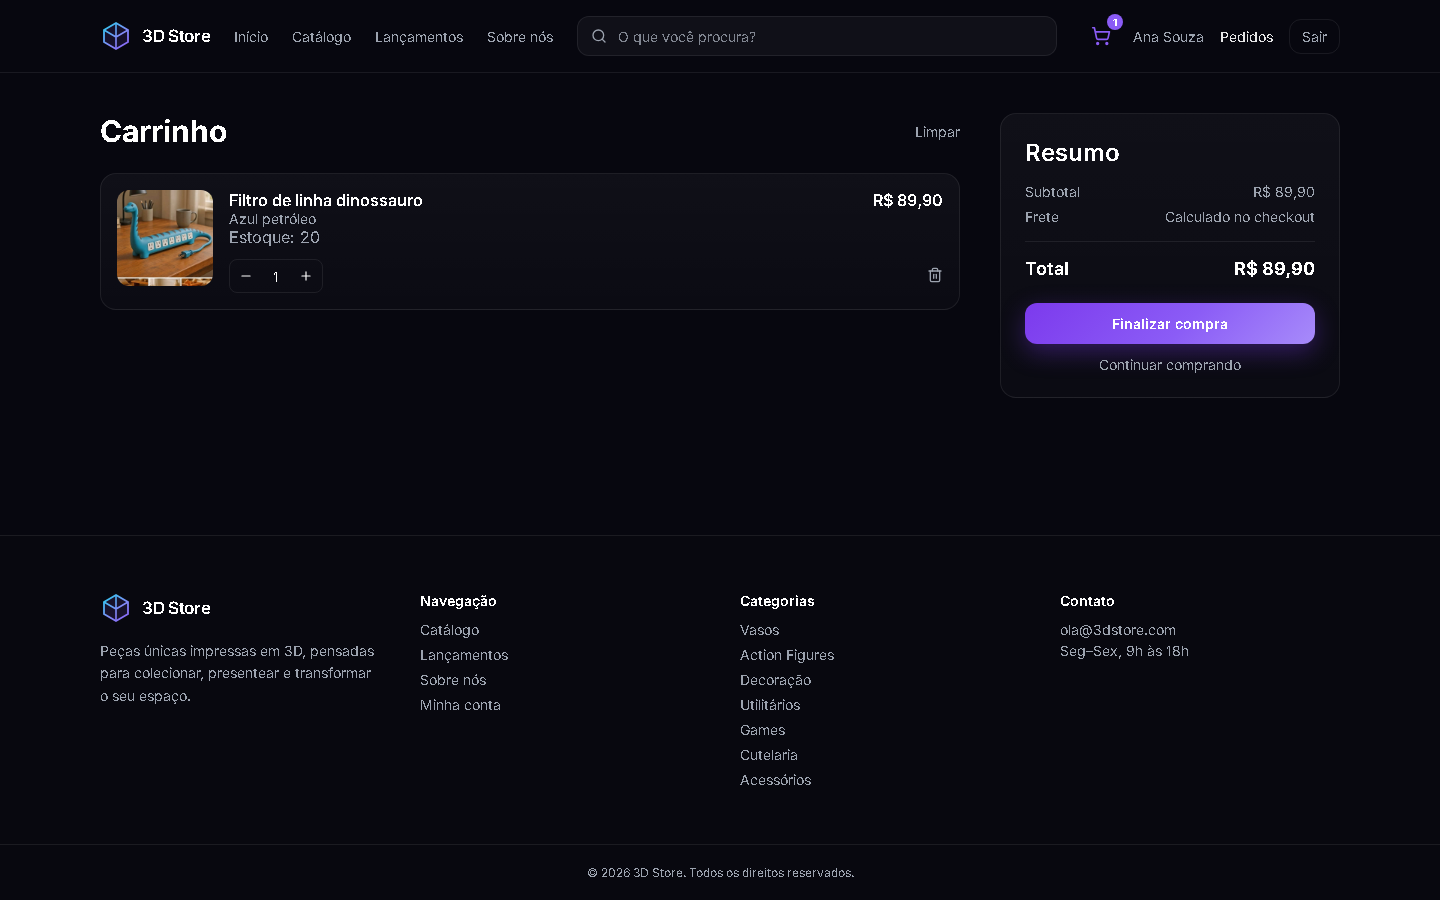 3D Store
Início
Catálogo
Lançamentos
Sobre nós
O que você procura?
1
Ana Souza
Pedidos
Sair
Carrinho
Limpar
Filtro de linha dinossauro
R$ 89,90
Azul petróleo
Estoque: 20
1
Resumo
Subtotal
R$ 89,90
Frete
Calculado no checkout
Total
R$ 89,90
Finalizar compra
Continuar comprando
3D Store
Peças únicas impressas em 3D, pensadas
para colecionar, presentear e transformar
o seu espaço.
Navegação
Catálogo
Lançamentos
Sobre nós
Minha conta
Categorias
Vasos
Action Figures
Decoração
Utilitários
Games
Cutelaria
Acessórios
Contato
ola@3dstore.com
Seg–Sex, 9h às 18h
© 2026 3D Store. Todos os direitos reservados.